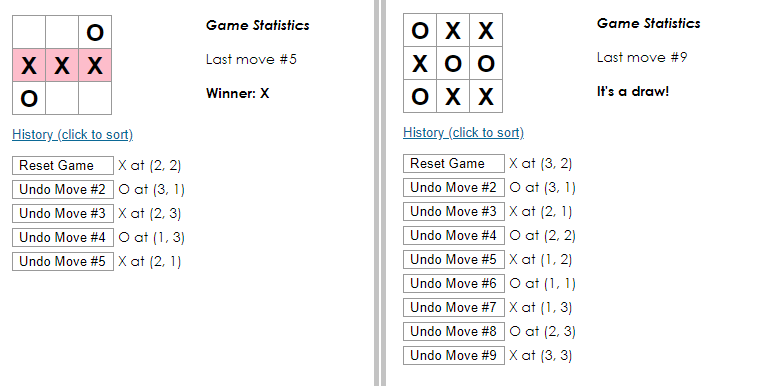 O
X X X
O
Game Statistics
Last move #5
Winner: X
History (click to sort)
Reset Game X at (2, 2)
Undo Move #2 O at (3, 1)
Undo Move #3 X at (2, 3)
Undo Move #4 O at (1, 3)
Undo Move #5 X at (2, 1)
O X X
X O O
O X X
Game Statistics
Last move #9
It's a draw!
History (click to sort)
Reset Game X at (3, 2)
Undo Move #2 O at (3, 1)
Undo Move #3 X at (2, 1)
Undo Move #4 O at (2, 2)
Undo Move #5 X at (1, 2)
Undo Move #6 O at (1, 1)
Undo Move #7 X at (1, 3)
Undo Move #8 O at (2, 3)
Undo Move #9 X at (3, 3)